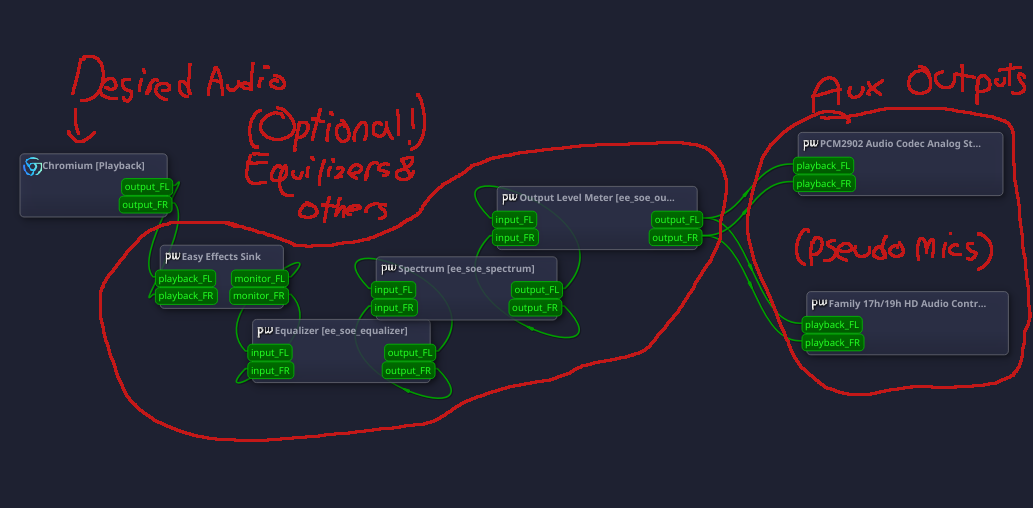 Desired Audio
(Optional!)
Equilizers &
others
Aux Outputs
(pseudo mics)
Chromium [Playback]
output_FL
output_FR
pw Easy Effects Sink
playback_FL monitor_FL
playback_FR monitor_FR
pw Equalizer [ee_soe_equalizer]
input_FL output_FL
input_FR output_FR
pw Spectrum [ee_soe_spectrum]
input_FL output_FL
input_FR output_FR
pw Output Level Meter [ee_soe_ou...
input_FL output_FL
input_FR output_FR
pw PCM2902 Audio Codec Analog St...
playback_FL
playback_FR
pw Family 17h/19h HD Audio Contr...
playback_FL
playback_FR